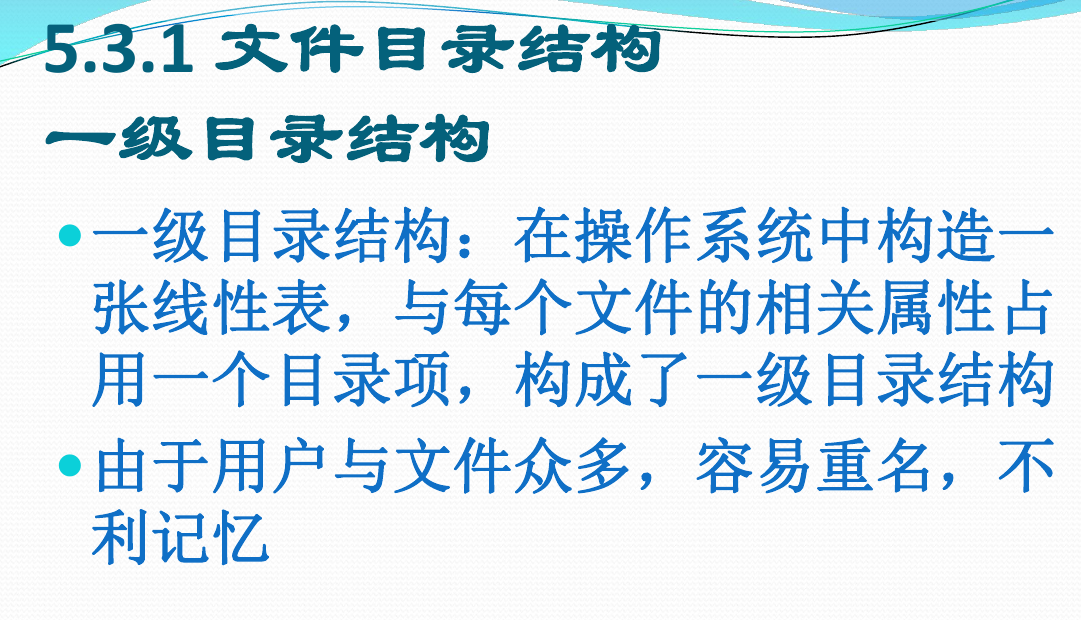 5.3.1 文件目录结构
一级目录结构
•一级目录结构：在操作系统中构造一
张线性表，与每个文件的相关属性占
用一个目录项，构成了一级目录结构
•由于用户与文件众多，容易重名，不
利记忆